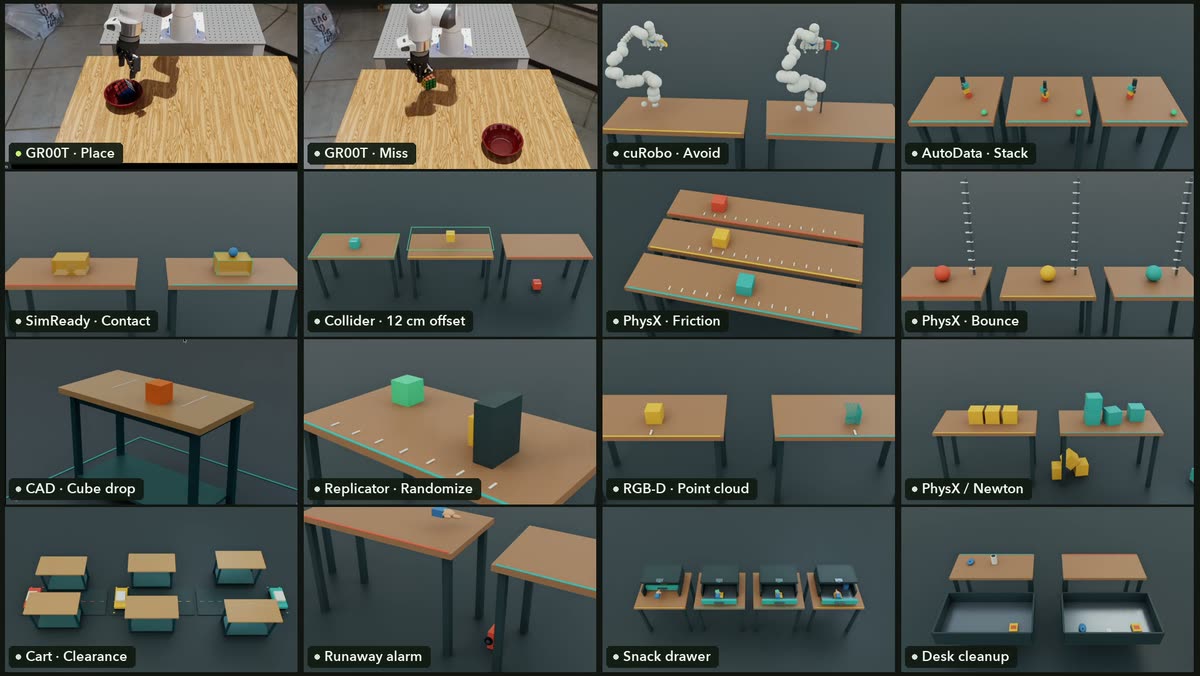 BAG
GR00T · Place
GR00T · Miss
cuRobo · Avoid
AutoData · Stack
SimReady · Contact
Collider · 12 cm offset
PhysX · Friction
PhysX · Bounce
CAD · Cube drop
Replicator · Randomize
RGB-D · Point cloud
PhysX / Newton
Cart · Clearance
Runaway alarm
Snack drawer
Desk cleanup